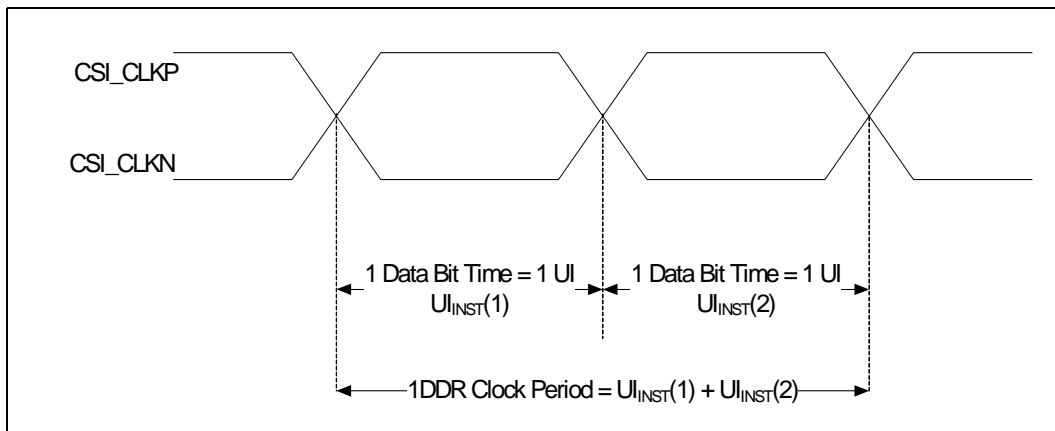 CSI_CLKP
CSI_CLKN
1 Data Bit Time = 1 UI
UI_INST(1)
1 Data Bit Time = 1 UI
UI_INST(2)
1DDR Clock Period = UI_INST(1) + UI_INST(2)